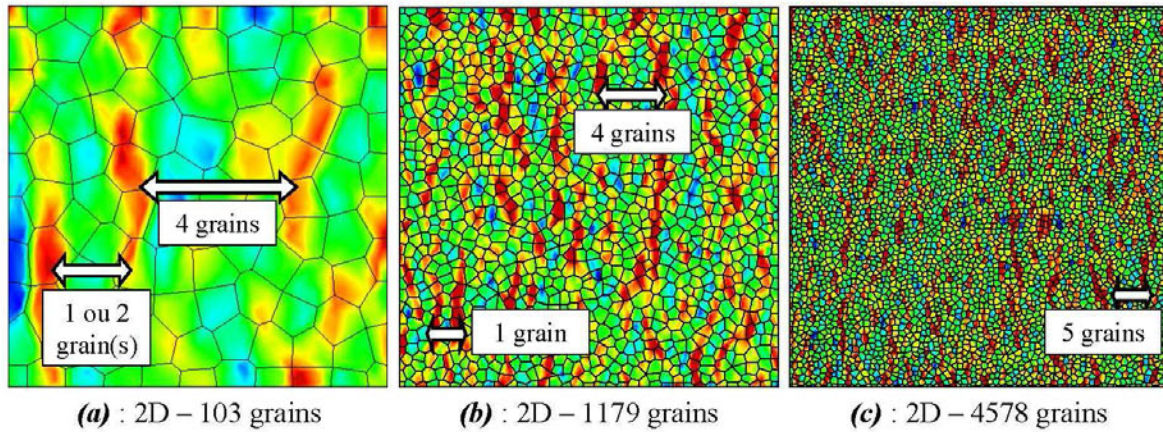 4 grains
1 ou 2
grain(s)
4 grains
1 grain
5 grains
(a) : 2D – 103 grains
(b) : 2D – 1179 grains
(c) : 2D – 4578 grains